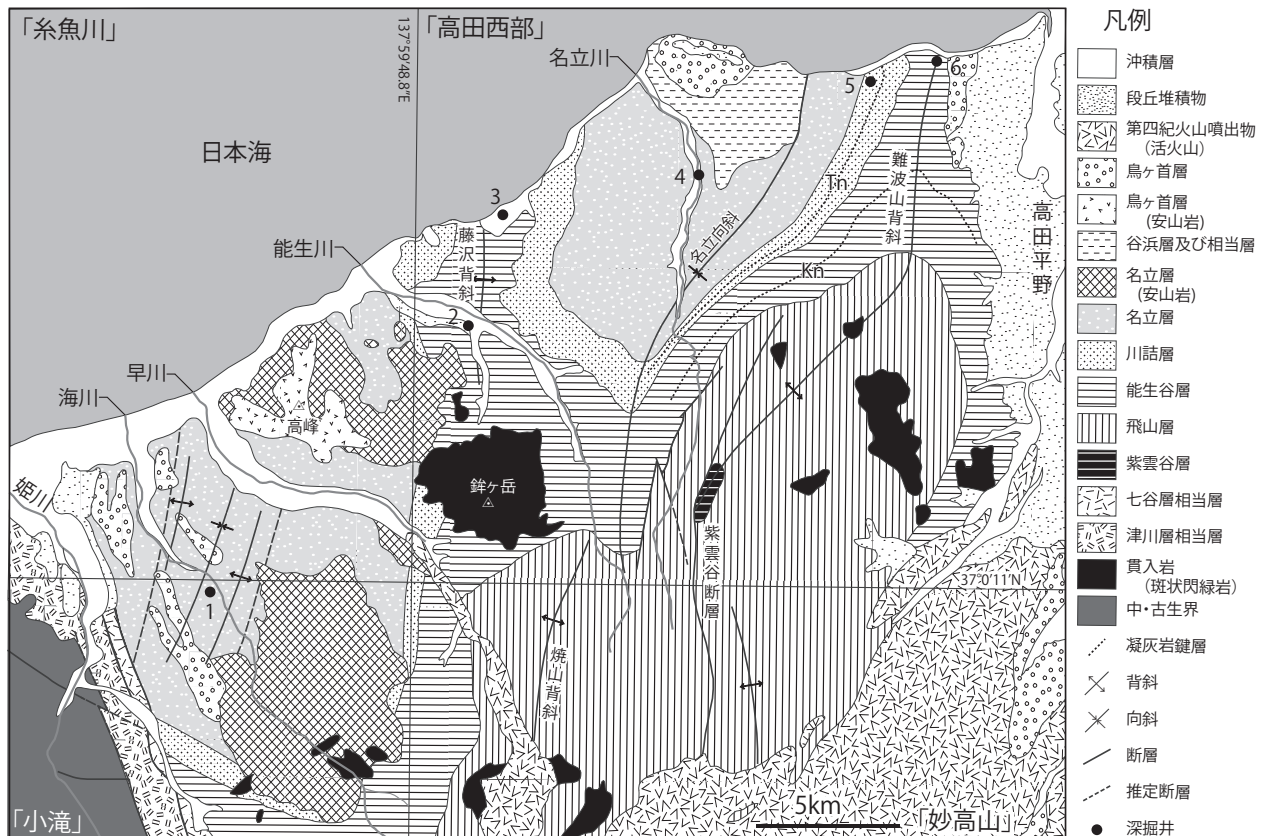 「糸魚川」
137°59′48.8″E
「高田西部」
名立川
日本海
能生川
早川
海川
姫川
高峰
鉾ヶ岳
藤沢背斜
名立向斜
難波山背斜
高田平野
Tn
Kn
紫雲谷断層
焼山背斜
37°0′11″N
1
2
3
4
5
6
「小滝」
5km
「妙高山」
凡例
沖積層
段丘堆積物
第四紀火山噴出物
(活火山)
鳥ヶ首層
鳥ヶ首層
(安山岩)
谷浜層及び相当層
名立層
(安山岩)
名立層
川詰層
能生谷層
飛山層
紫雲谷層
七谷層相当層
津川層相当層
貫入岩
(斑状閃緑岩)
中・古生界
凝灰岩鍵層
背斜
向斜
断層
推定断層
深掘井